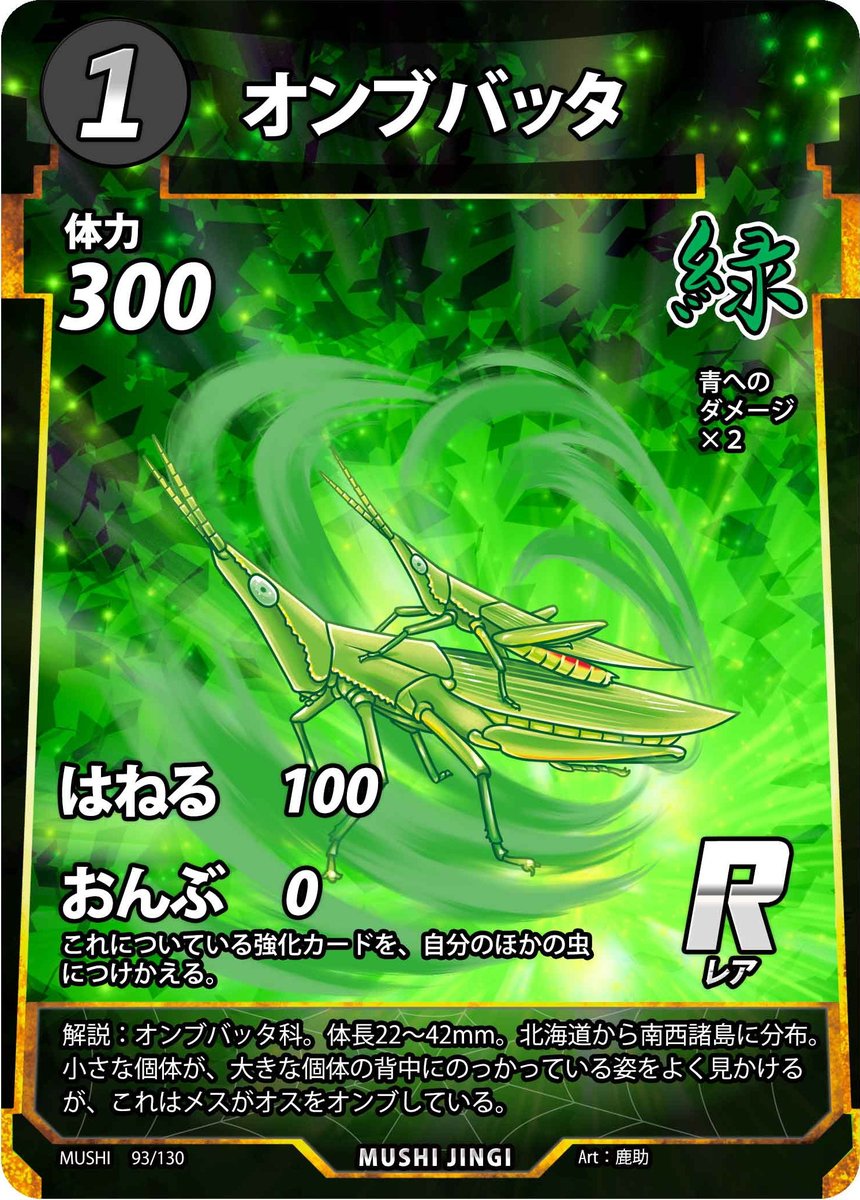 1
オンブバッタ
体力
300
緑
青への
ダメージ
×2
はねる 100
おんぶ 0
これについている強化カードを、自分のほかの虫
につけかえる。
R
レア
解説：オンブバッタ科。体長22～42mm。北海道から南西諸島に分布。
小さな個体が、大きな個体の背中にのっかっている姿をよく見かける
が、これはメスがオスをオンブしている。
MUSHI 93/130
MUSHI JINGI
Art：鹿助